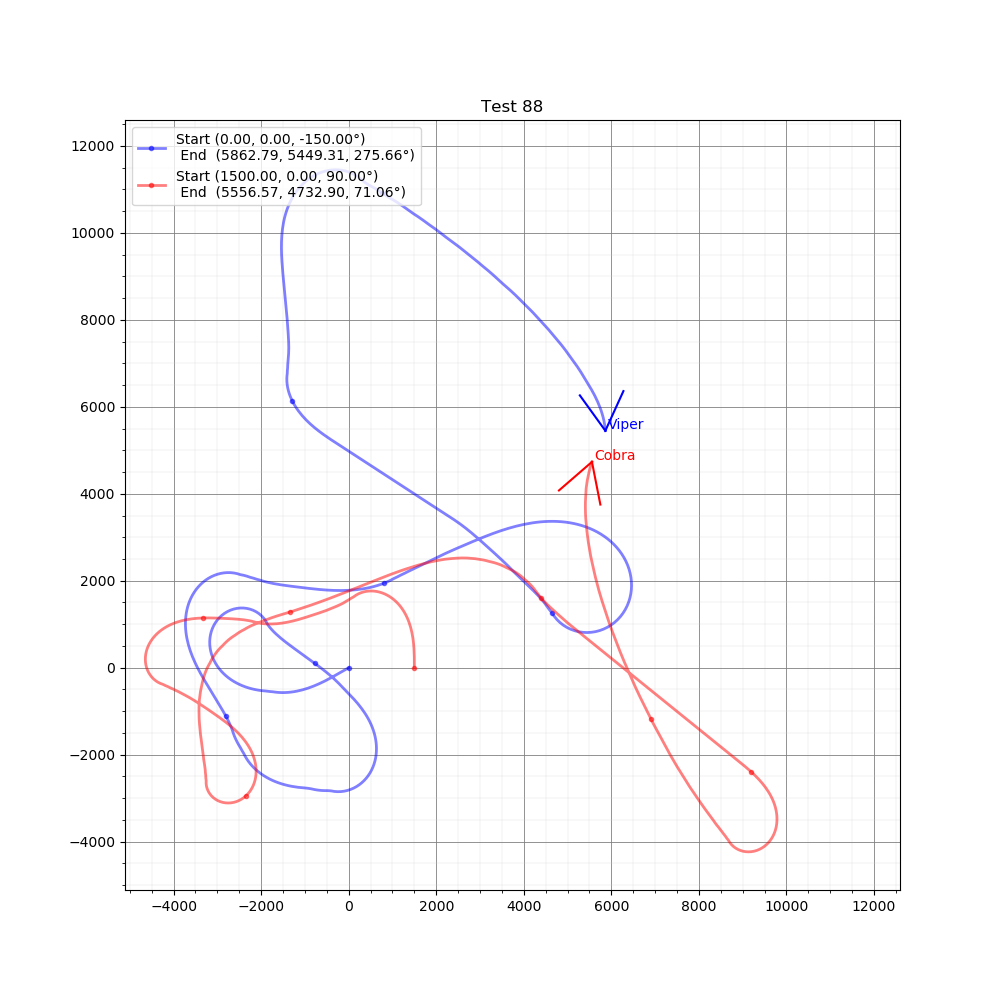 Test 88
Start (0.00, 0.00, -150.00°)
End (5862.79, 5449.31, 275.66°)
Start (1500.00, 0.00, 90.00°)
End (5556.57, 4732.90, 71.06°)
12000
10000
8000
6000
4000
2000
0
−2000
−4000
Viper
Cobra
−4000 −2000 0 2000 4000 6000 8000 10000 12000